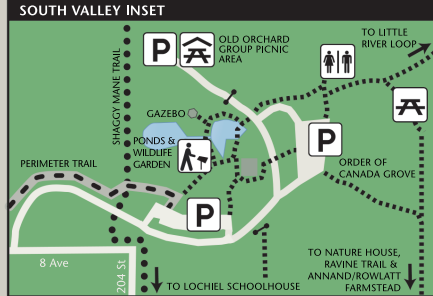 SOUTH VALLEY INSET
TO LITTLE
RIVER LOOP
P
OLD ORCHARD
GROUP PICNIC
AREA
SHAGGY MANE TRAIL
GAZEBO
PONDS &
WILDLIFE
GARDEN
P
PERIMETER TRAIL
ORDER OF
CANADA GROVE
P
8 Ave
204 St
TO LOCHIEL SCHOOLHOUSE
TO NATURE HOUSE,
RAVINE TRAIL &
ANNAND/ROWLATT
FARMSTEAD